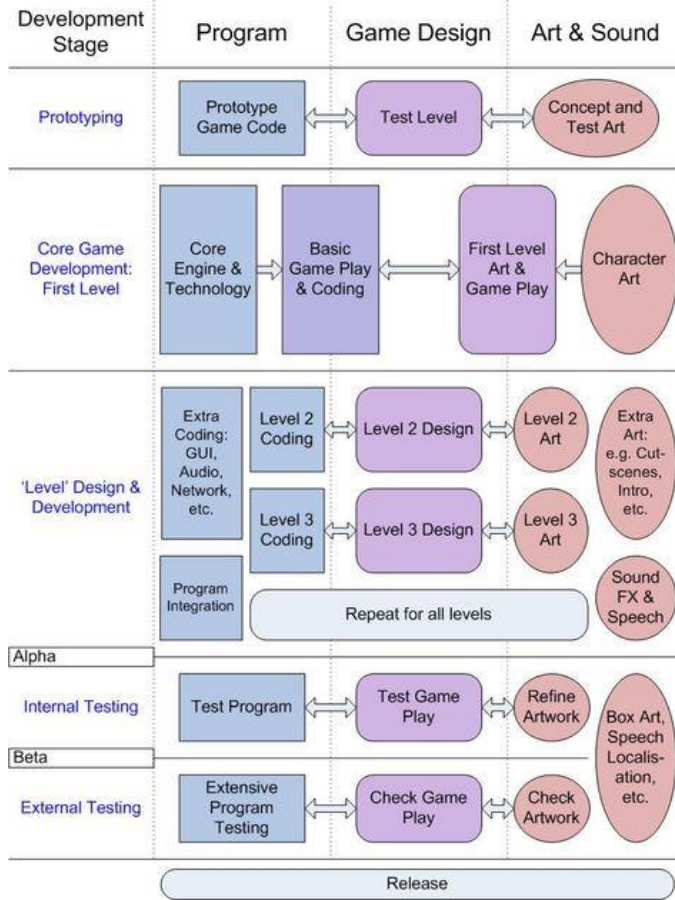 Development
Stage
Program
Game Design
Art & Sound
Prototyping
Prototype
Game Code
Test Level
Concept and
Test Art
Core Game
Development:
First Level
Core
Engine &
Technology
Basic
Game Play
& Coding
First Level
Art &
Game Play
Character
Art
'Level' Design &
Development
Extra
Coding:
GUI,
Audio,
Network,
etc.
Level 2
Coding
Level 2 Design
Level 2
Art
Extra
Art:
e.g. Cut-
scenes,
Intro,
etc.
Level 3
Coding
Level 3 Design
Level 3
Art
Program
Integration
Repeat for all levels
Sound
FX &
Speech
Alpha
Internal Testing
Test Program
Test Game
Play
Refine
Artwork
Box Art,
Speech
Localis-
ation,
etc.
Beta
External Testing
Extensive
Program
Testing
Check Game
Play
Check
Artwork
Release